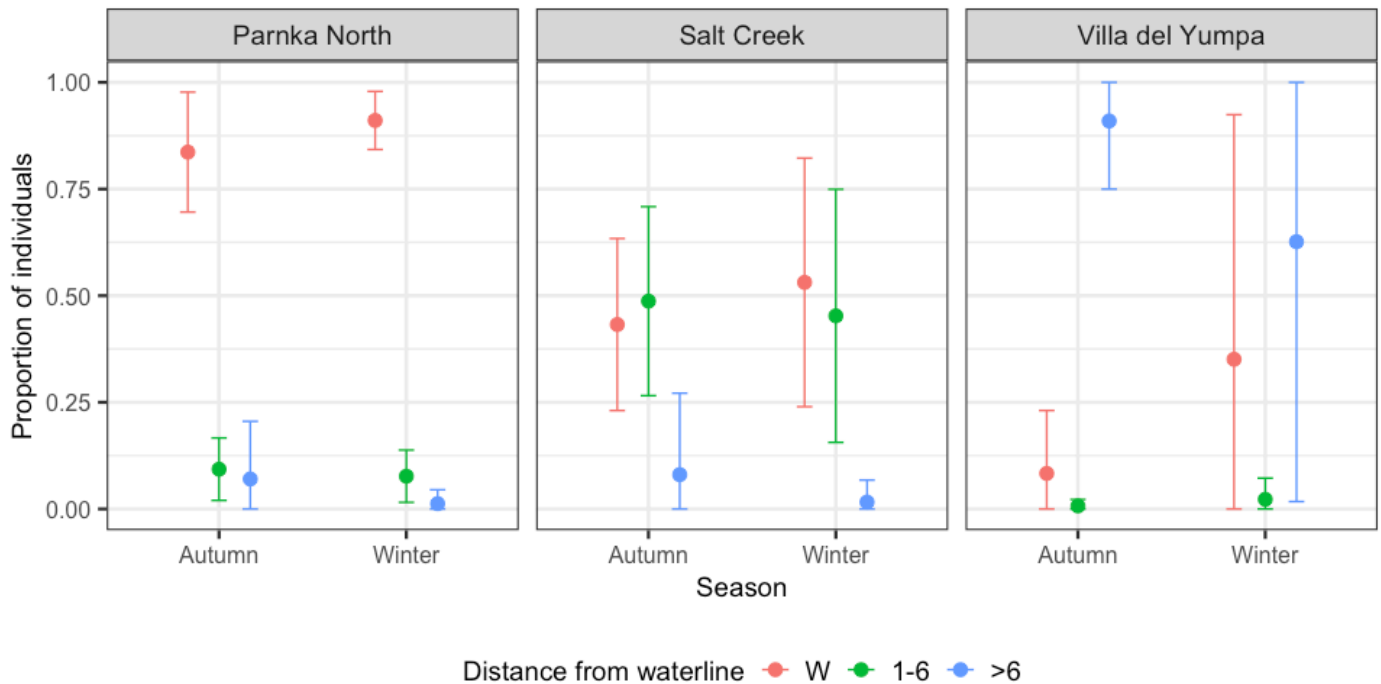 Parnka North Salt Creek Villa del Yumpa
Proportion of individuals
1.00
0.75
0.50
0.25
0.00
Autumn Winter Autumn Winter Autumn Winter
Season
Distance from waterline W 1-6 >6